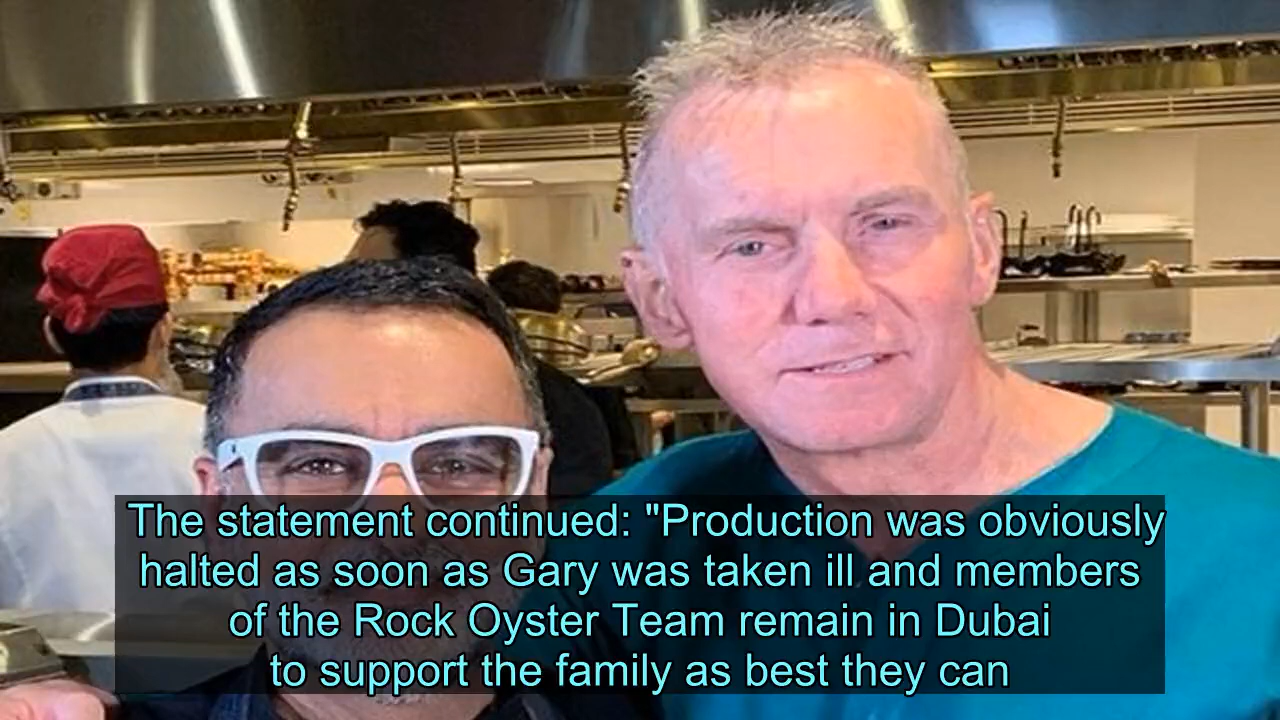 The statement continued: "Production was obviously
halted as soon as Gary was taken ill and members
of the Rock Oyster Team remain in Dubai
to support the family as best they can